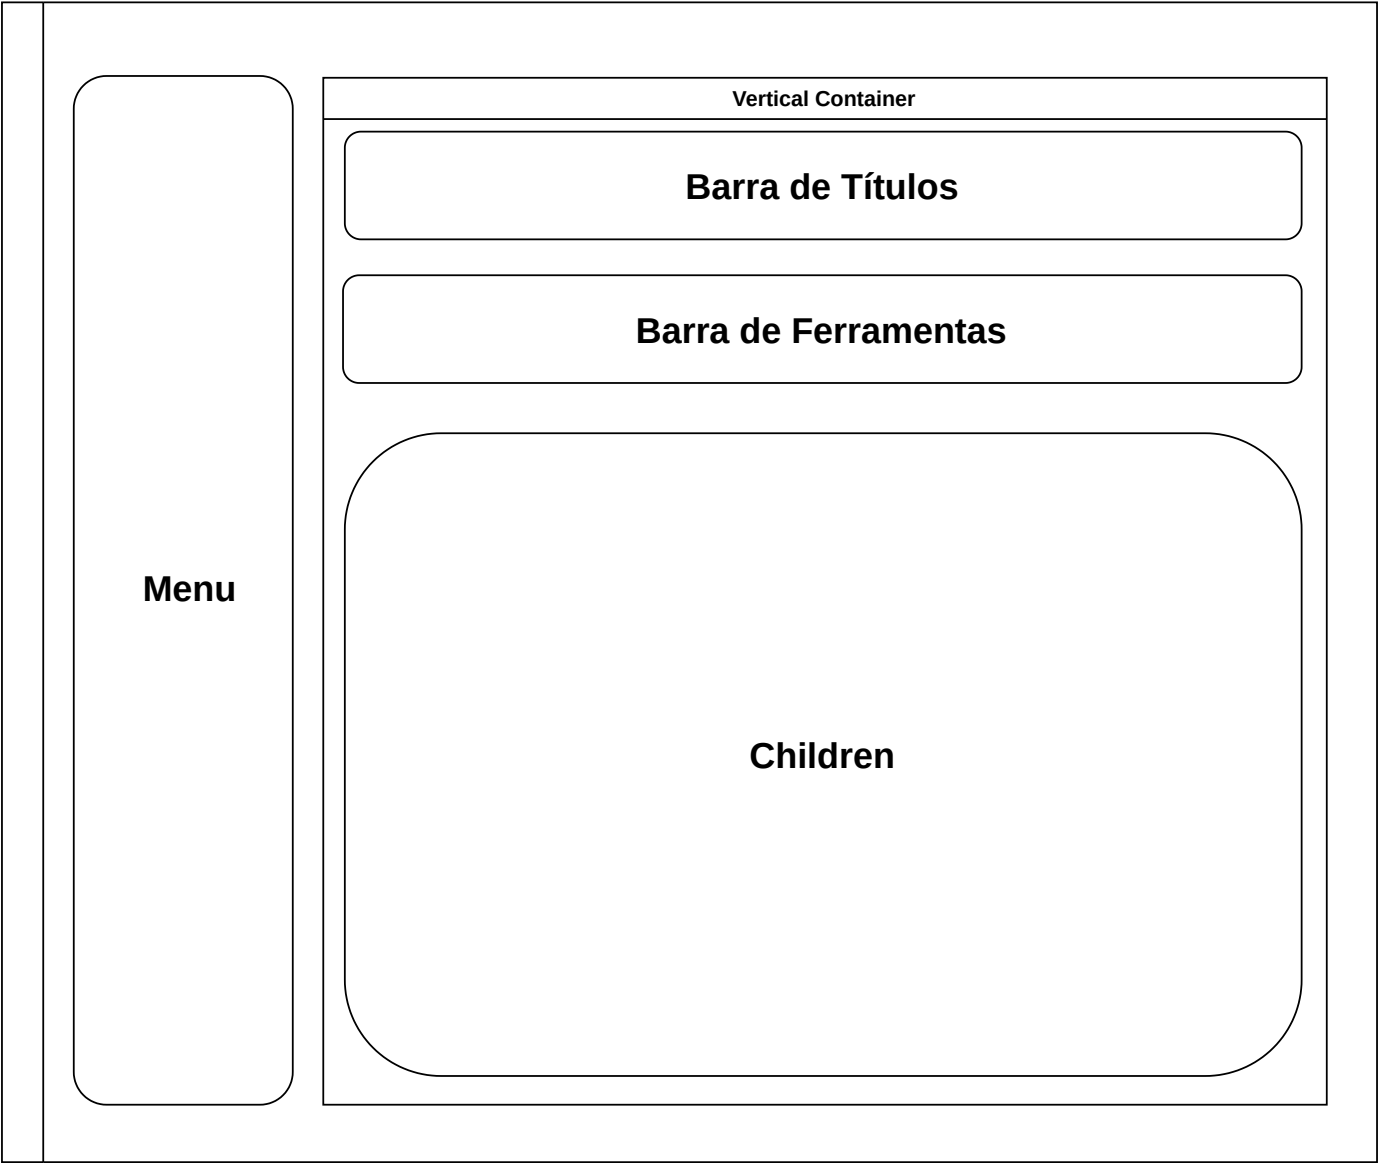 Menu
Vertical Container
Barra de Títulos
Barra de Ferramentas
Children